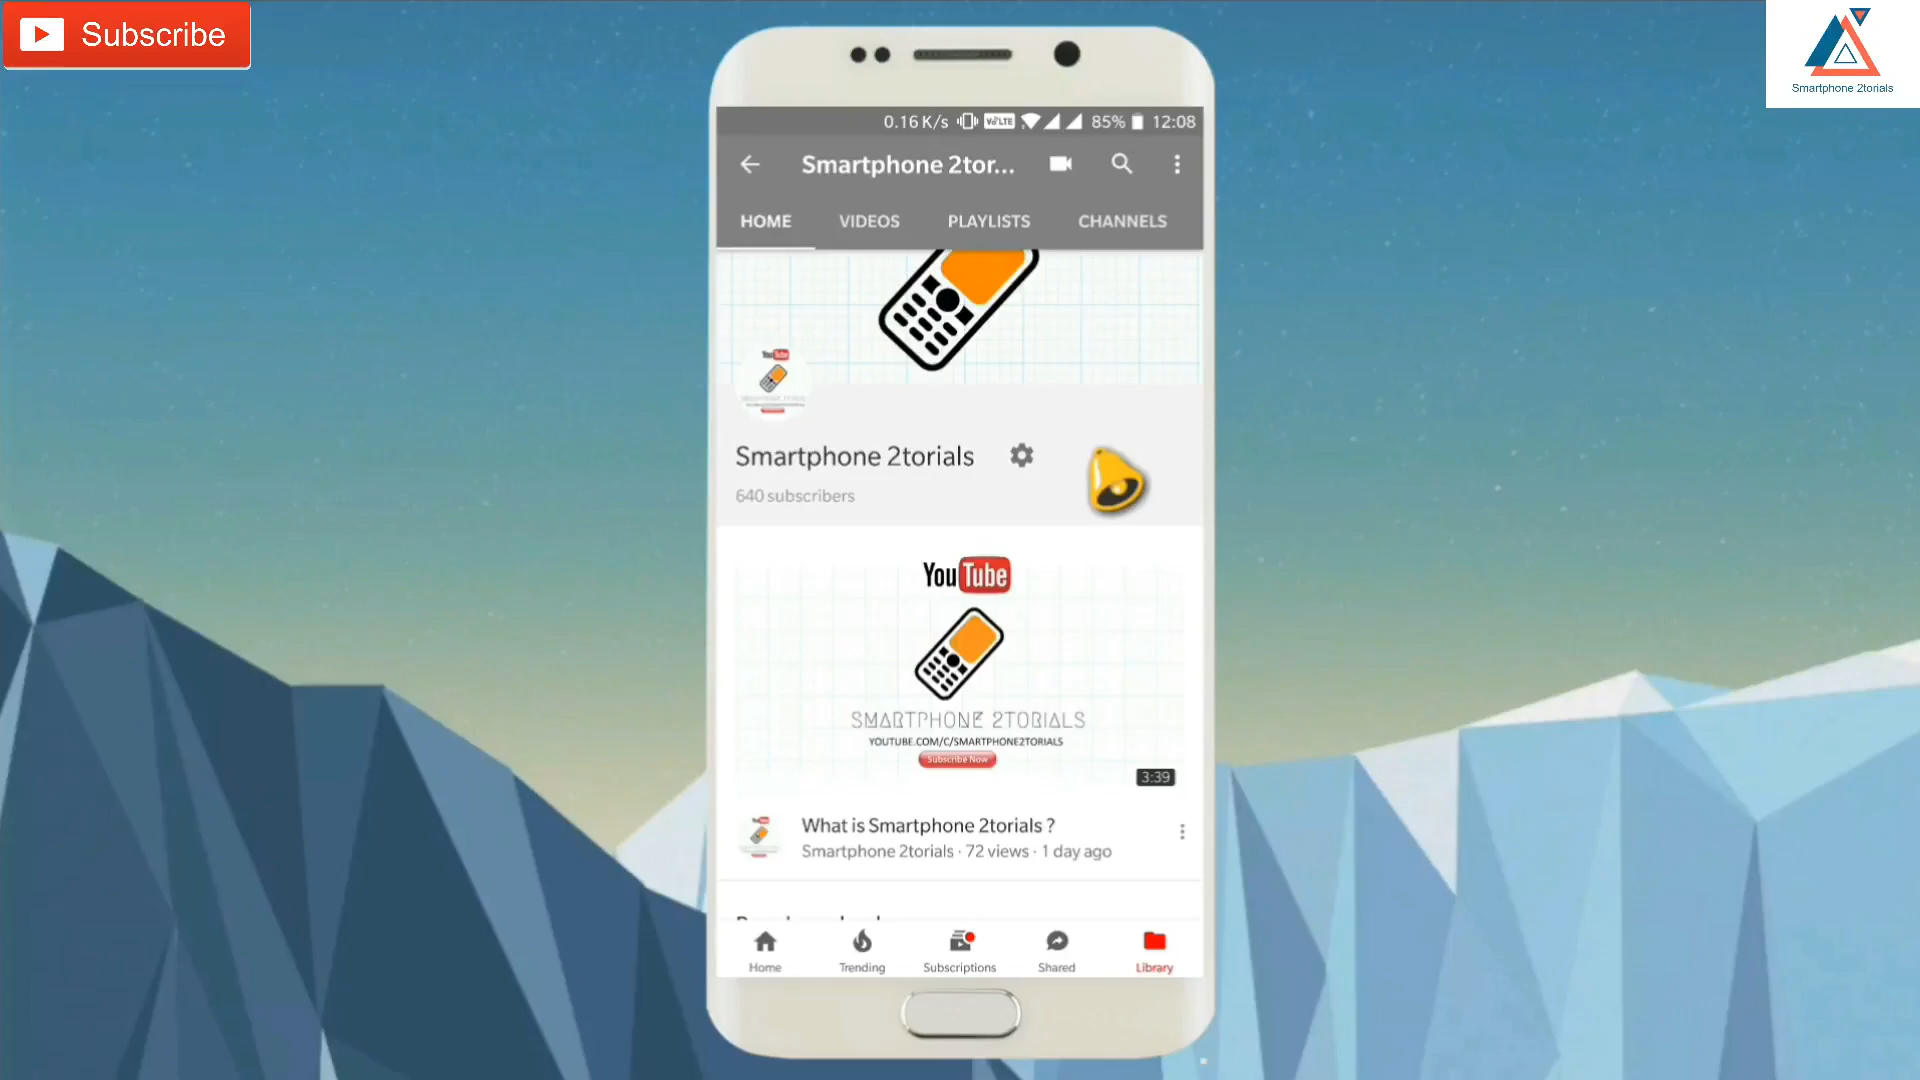 Subscribe
Smartphone 2torials
0.16 K/s VoLTE 85% 12:08
Smartphone 2tor...
HOME VIDEOS PLAYLISTS CHANNELS
YouTube
Smartphone 2torials
640 subscribers
YouTube
SMARTPHONE 2TORIALS
YOUTUBE.COM/C/SMARTPHONE2TORIALS
Subscribe Now
3:39
What is Smartphone 2torials ?
Smartphone 2torials · 72 views · 1 day ago
Home Trending Subscriptions Shared Library